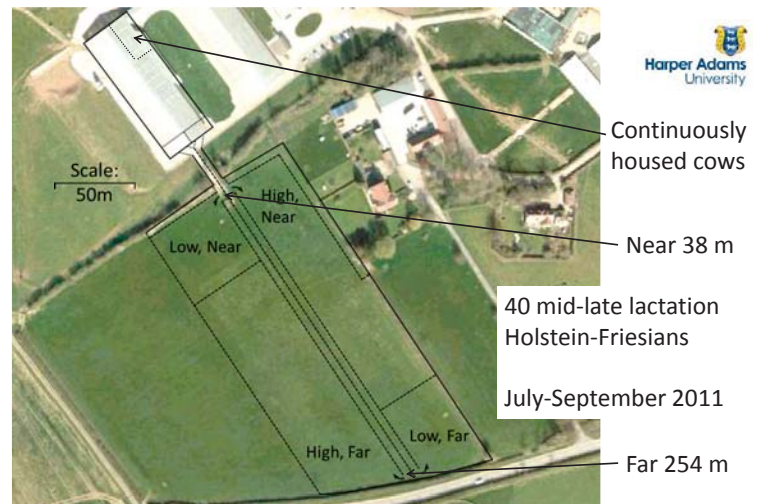 Harper Adams
University
Continuously
housed cows
Scale:
50m
High,
Near
Low, Near
Near 38 m
40 mid-late lactation
Holstein-Friesians
July-September 2011
High, Far
Low, Far
Far 254 m